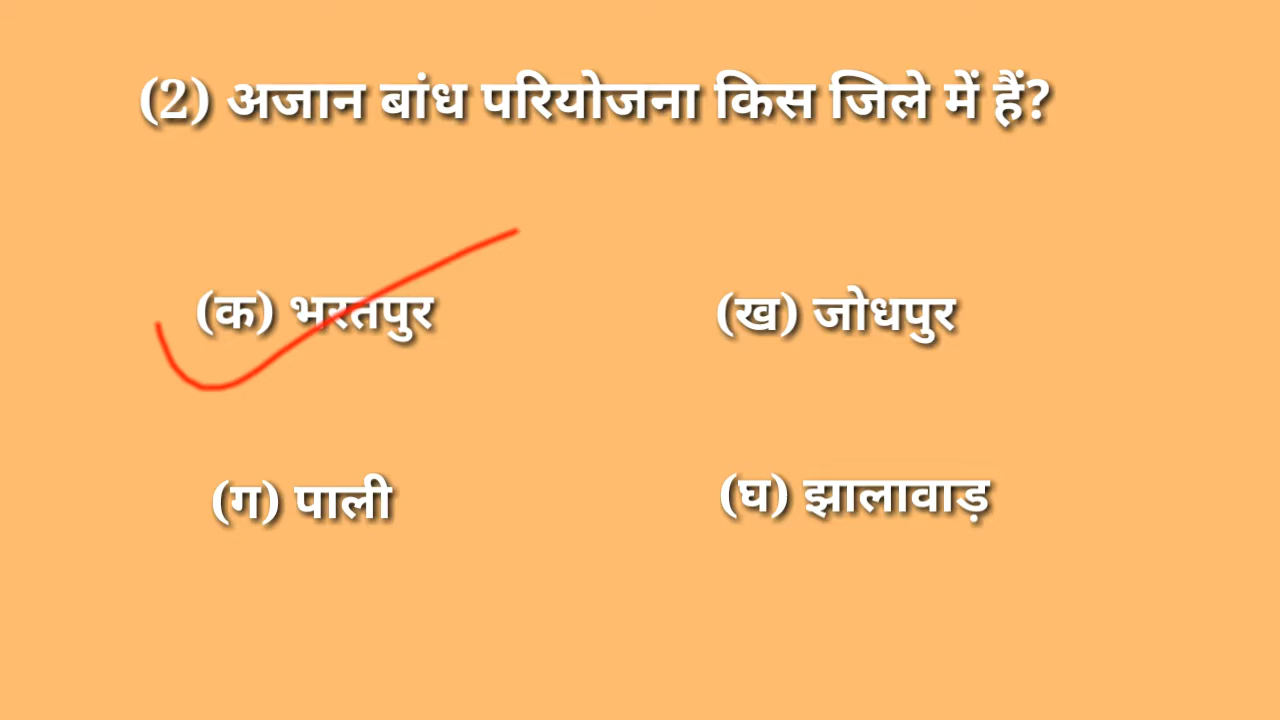 (2) अजान बांध परियोजना किस जिले में हैं?
(क) भरतपुर
(ख) जोधपुर
(ग) पाली
(घ) झालावाड़